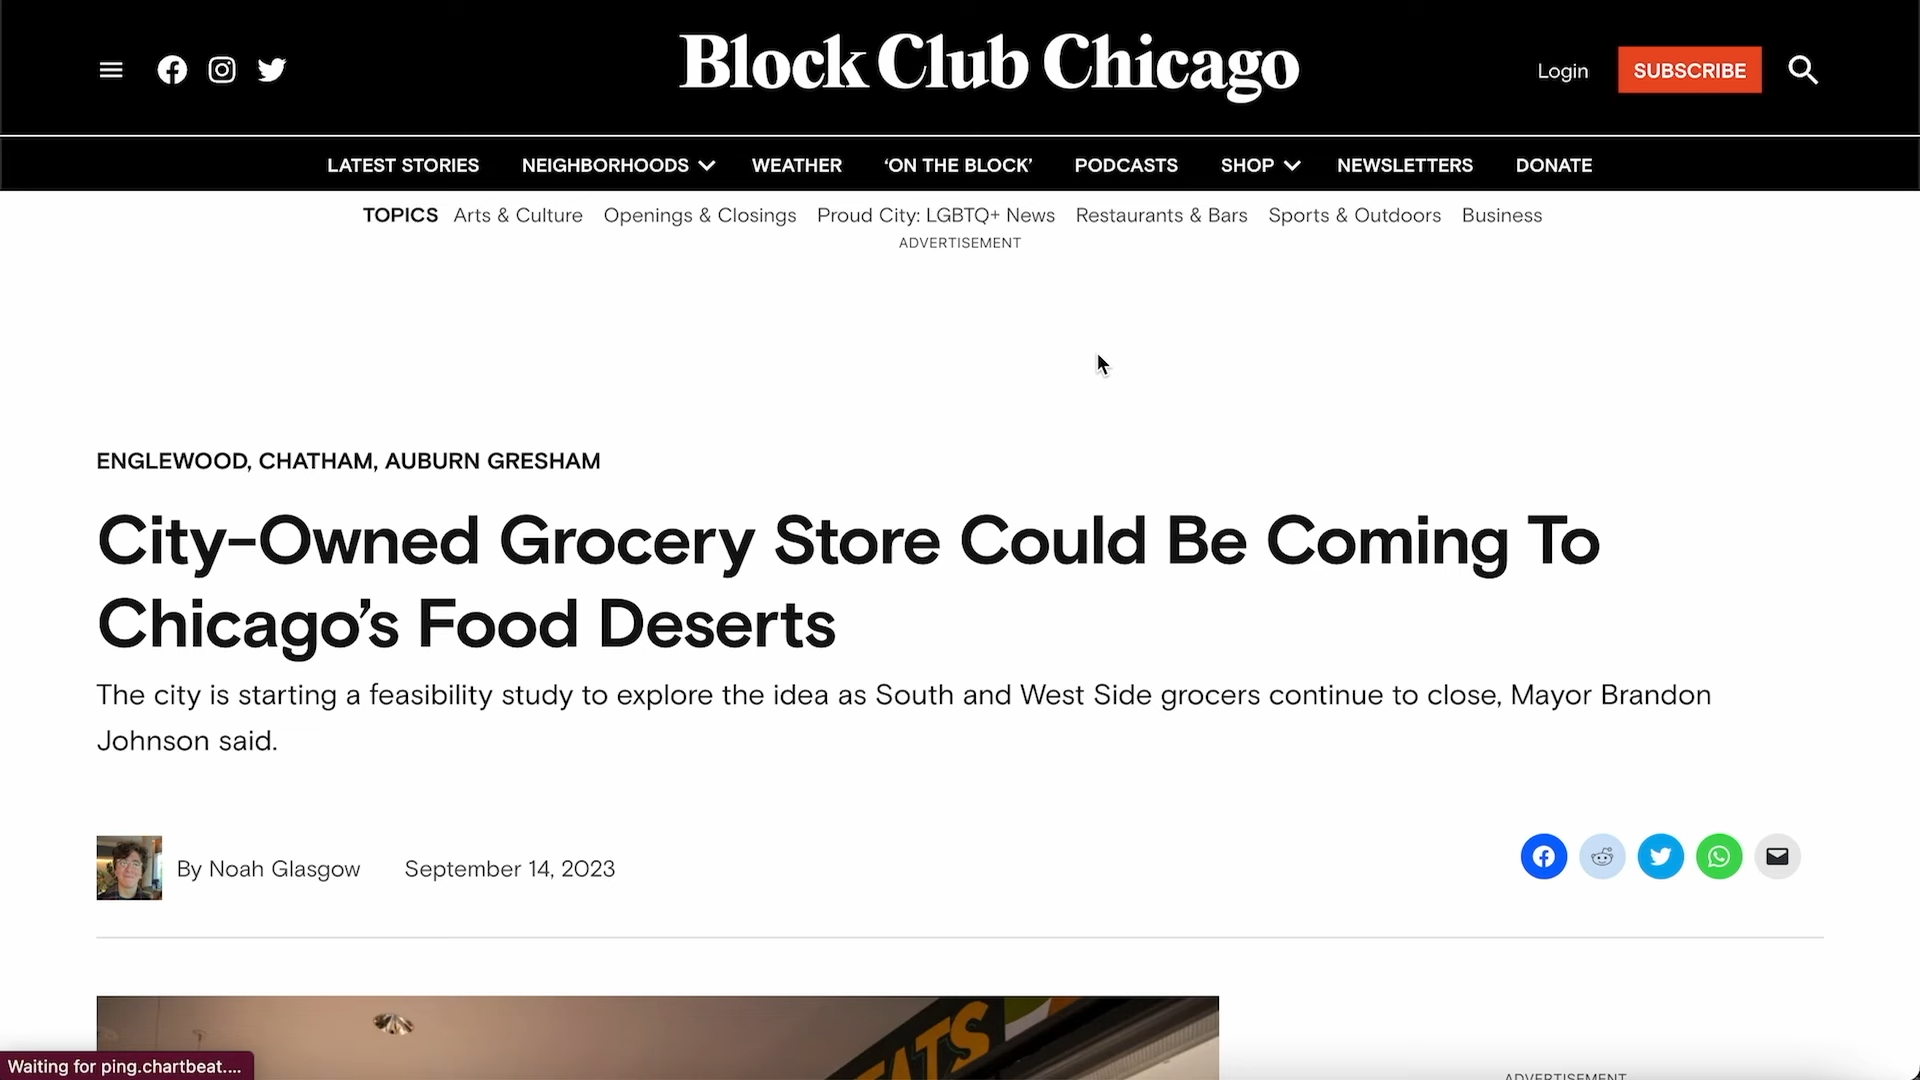 Block Club Chicago
Login
SUBSCRIBE
LATEST STORIES NEIGHBORHOODS WEATHER ‘ON THE BLOCK’ PODCASTS SHOP NEWSLETTERS DONATE
TOPICS Arts & Culture Openings & Closings Proud City: LGBTQ+ News Restaurants & Bars Sports & Outdoors Business
ADVERTISEMENT
ENGLEWOOD, CHATHAM, AUBURN GRESHAM
City-Owned Grocery Store Could Be Coming To
Chicago’s Food Deserts
The city is starting a feasibility study to explore the idea as South and West Side grocers continue to close, Mayor Brandon
Johnson said.
By Noah Glasgow September 14, 2023
Waiting for ping.chartbeat....
ADVERTISEMENT